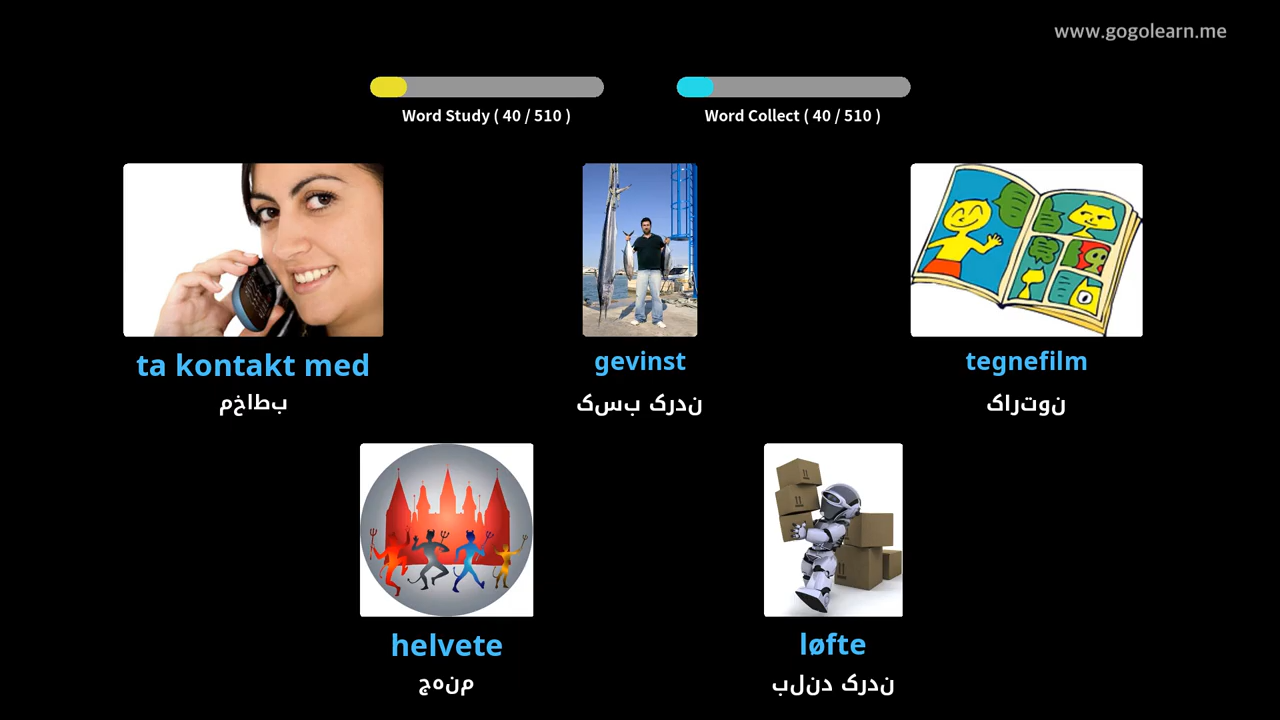 www.gogolearn.me
Word Study ( 40 / 510 )
Word Collect ( 40 / 510 )
ta kontakt med
بطاخم
gevinst
ندرک بسک
tegnefilm
نوتراک
helvete
منهج
løfte
ندرک دنلب